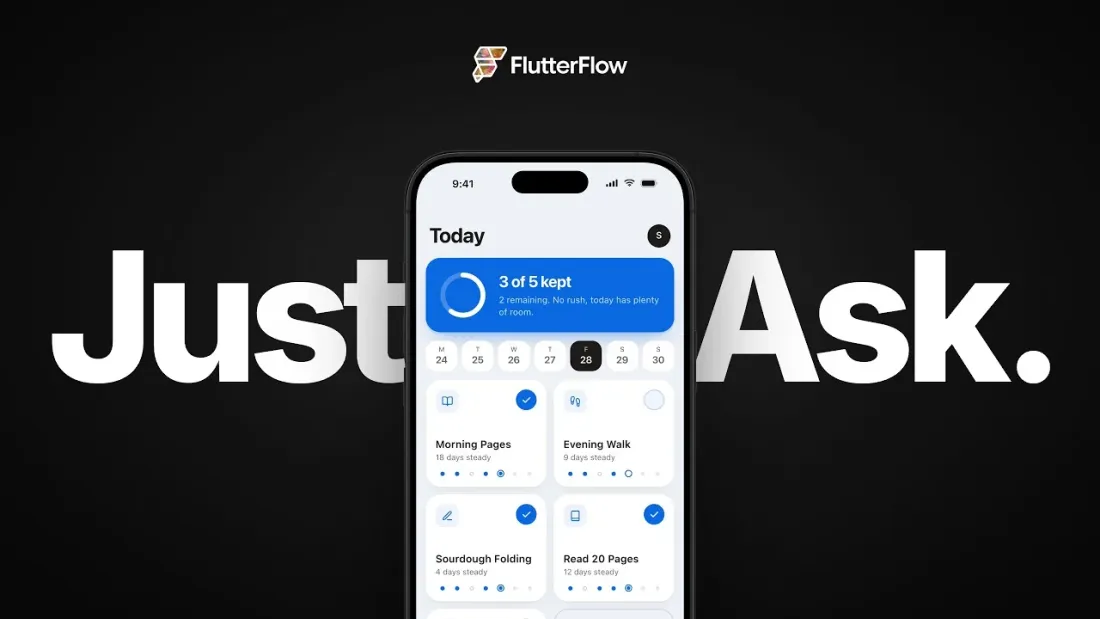 FlutterFlow
Just Ask.
9:41
Today
S
3 of 5 kept
2 remaining. No rush, today has plenty
of room.
M T W T F S S
24 25 26 27 28 29 30
Morning Pages
18 days steady
Evening Walk
9 days steady
Sourdough Folding
4 days steady
Read 20 Pages
12 days steady